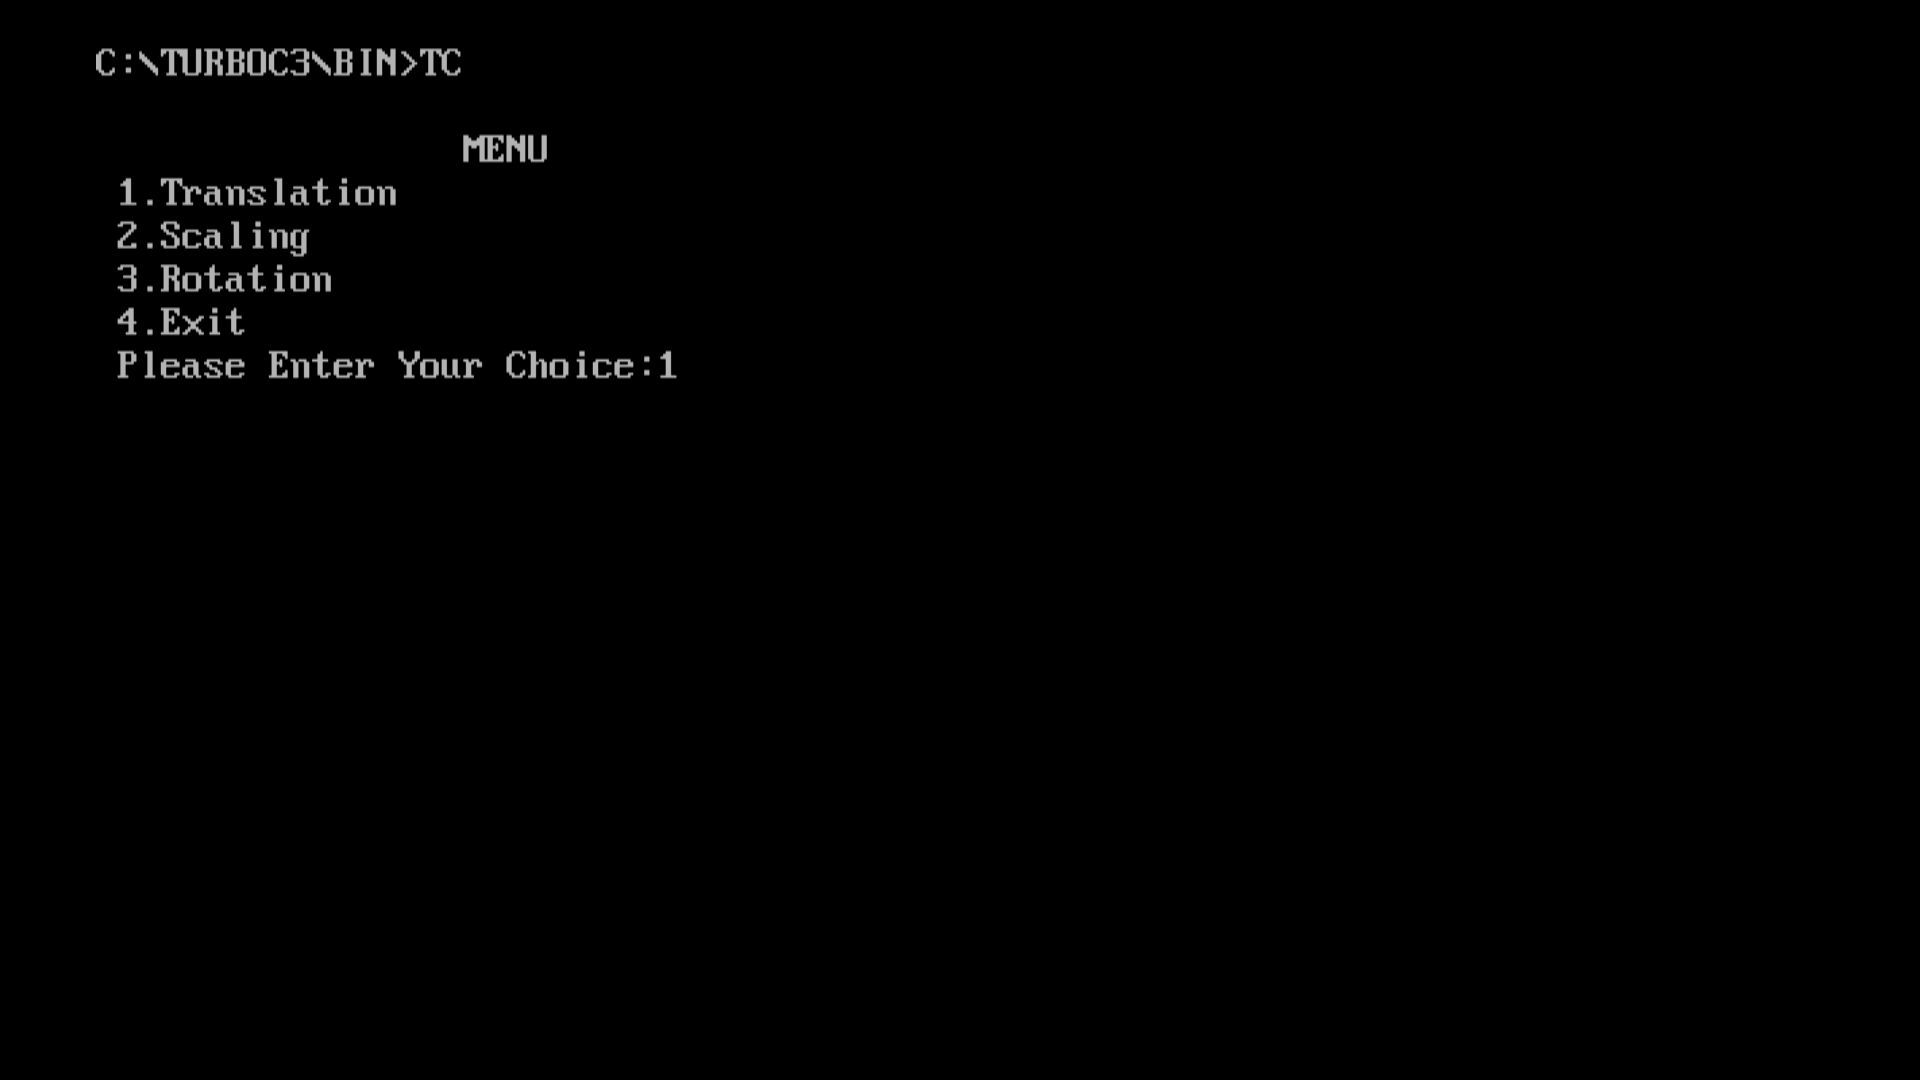 C:\TURBOC3\BIN>TC
MENU
1.Translation
2.Scaling
3.Rotation
4.Exit
Please Enter Your Choice:1